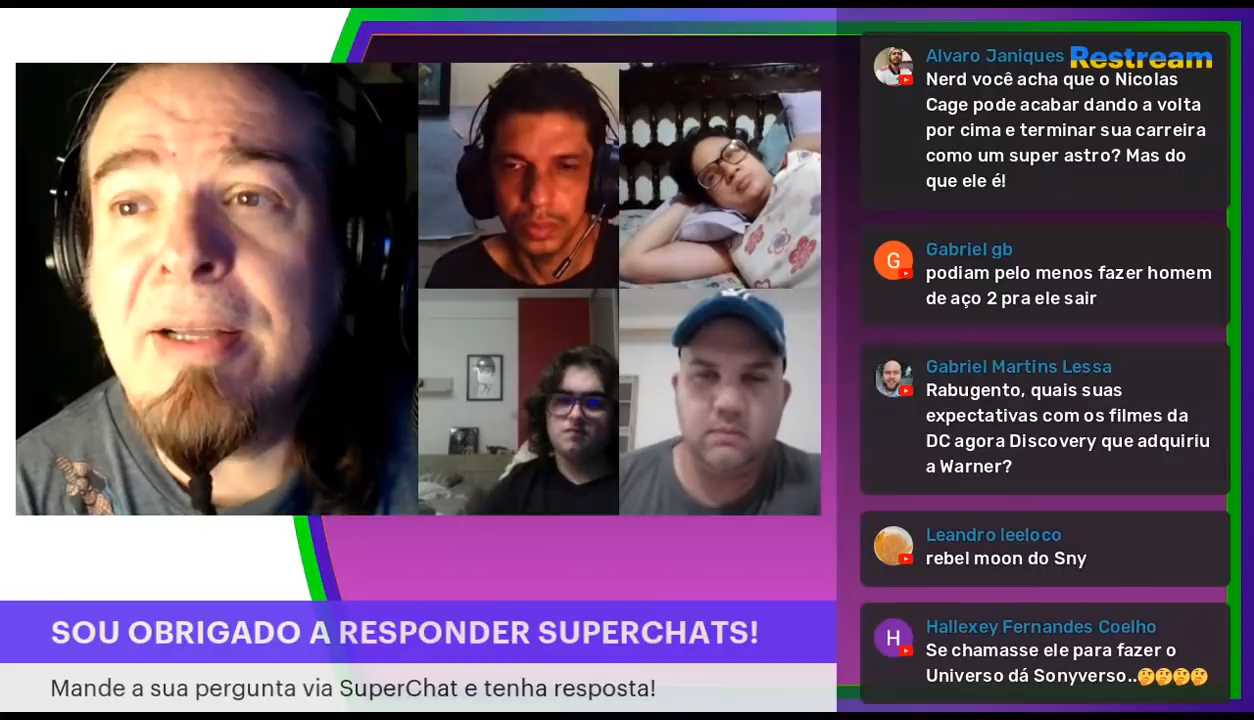 Alvaro Janiques
Restream
Nerd você acha que o Nicolas
Cage pode acabar dando a volta
por cima e terminar sua carreira
como um super astro? Mas do
que ele é!
G
Gabriel gb
podiam pelo menos fazer homem
de aço 2 pra ele sair
Gabriel Martins Lessa
Rabugento, quais suas
expectativas com os filmes da
DC agora Discovery que adquiriu
a Warner?
Leandro leeloco
rebel moon do Sny
H
Hallexey Fernandes Coelho
Se chamasse ele para fazer o
Universo dá Sonyverso..🤔🤔🤔🤔
SOU OBRIGADO A RESPONDER SUPERCHATS!
Mande a sua pergunta via SuperChat e tenha resposta!